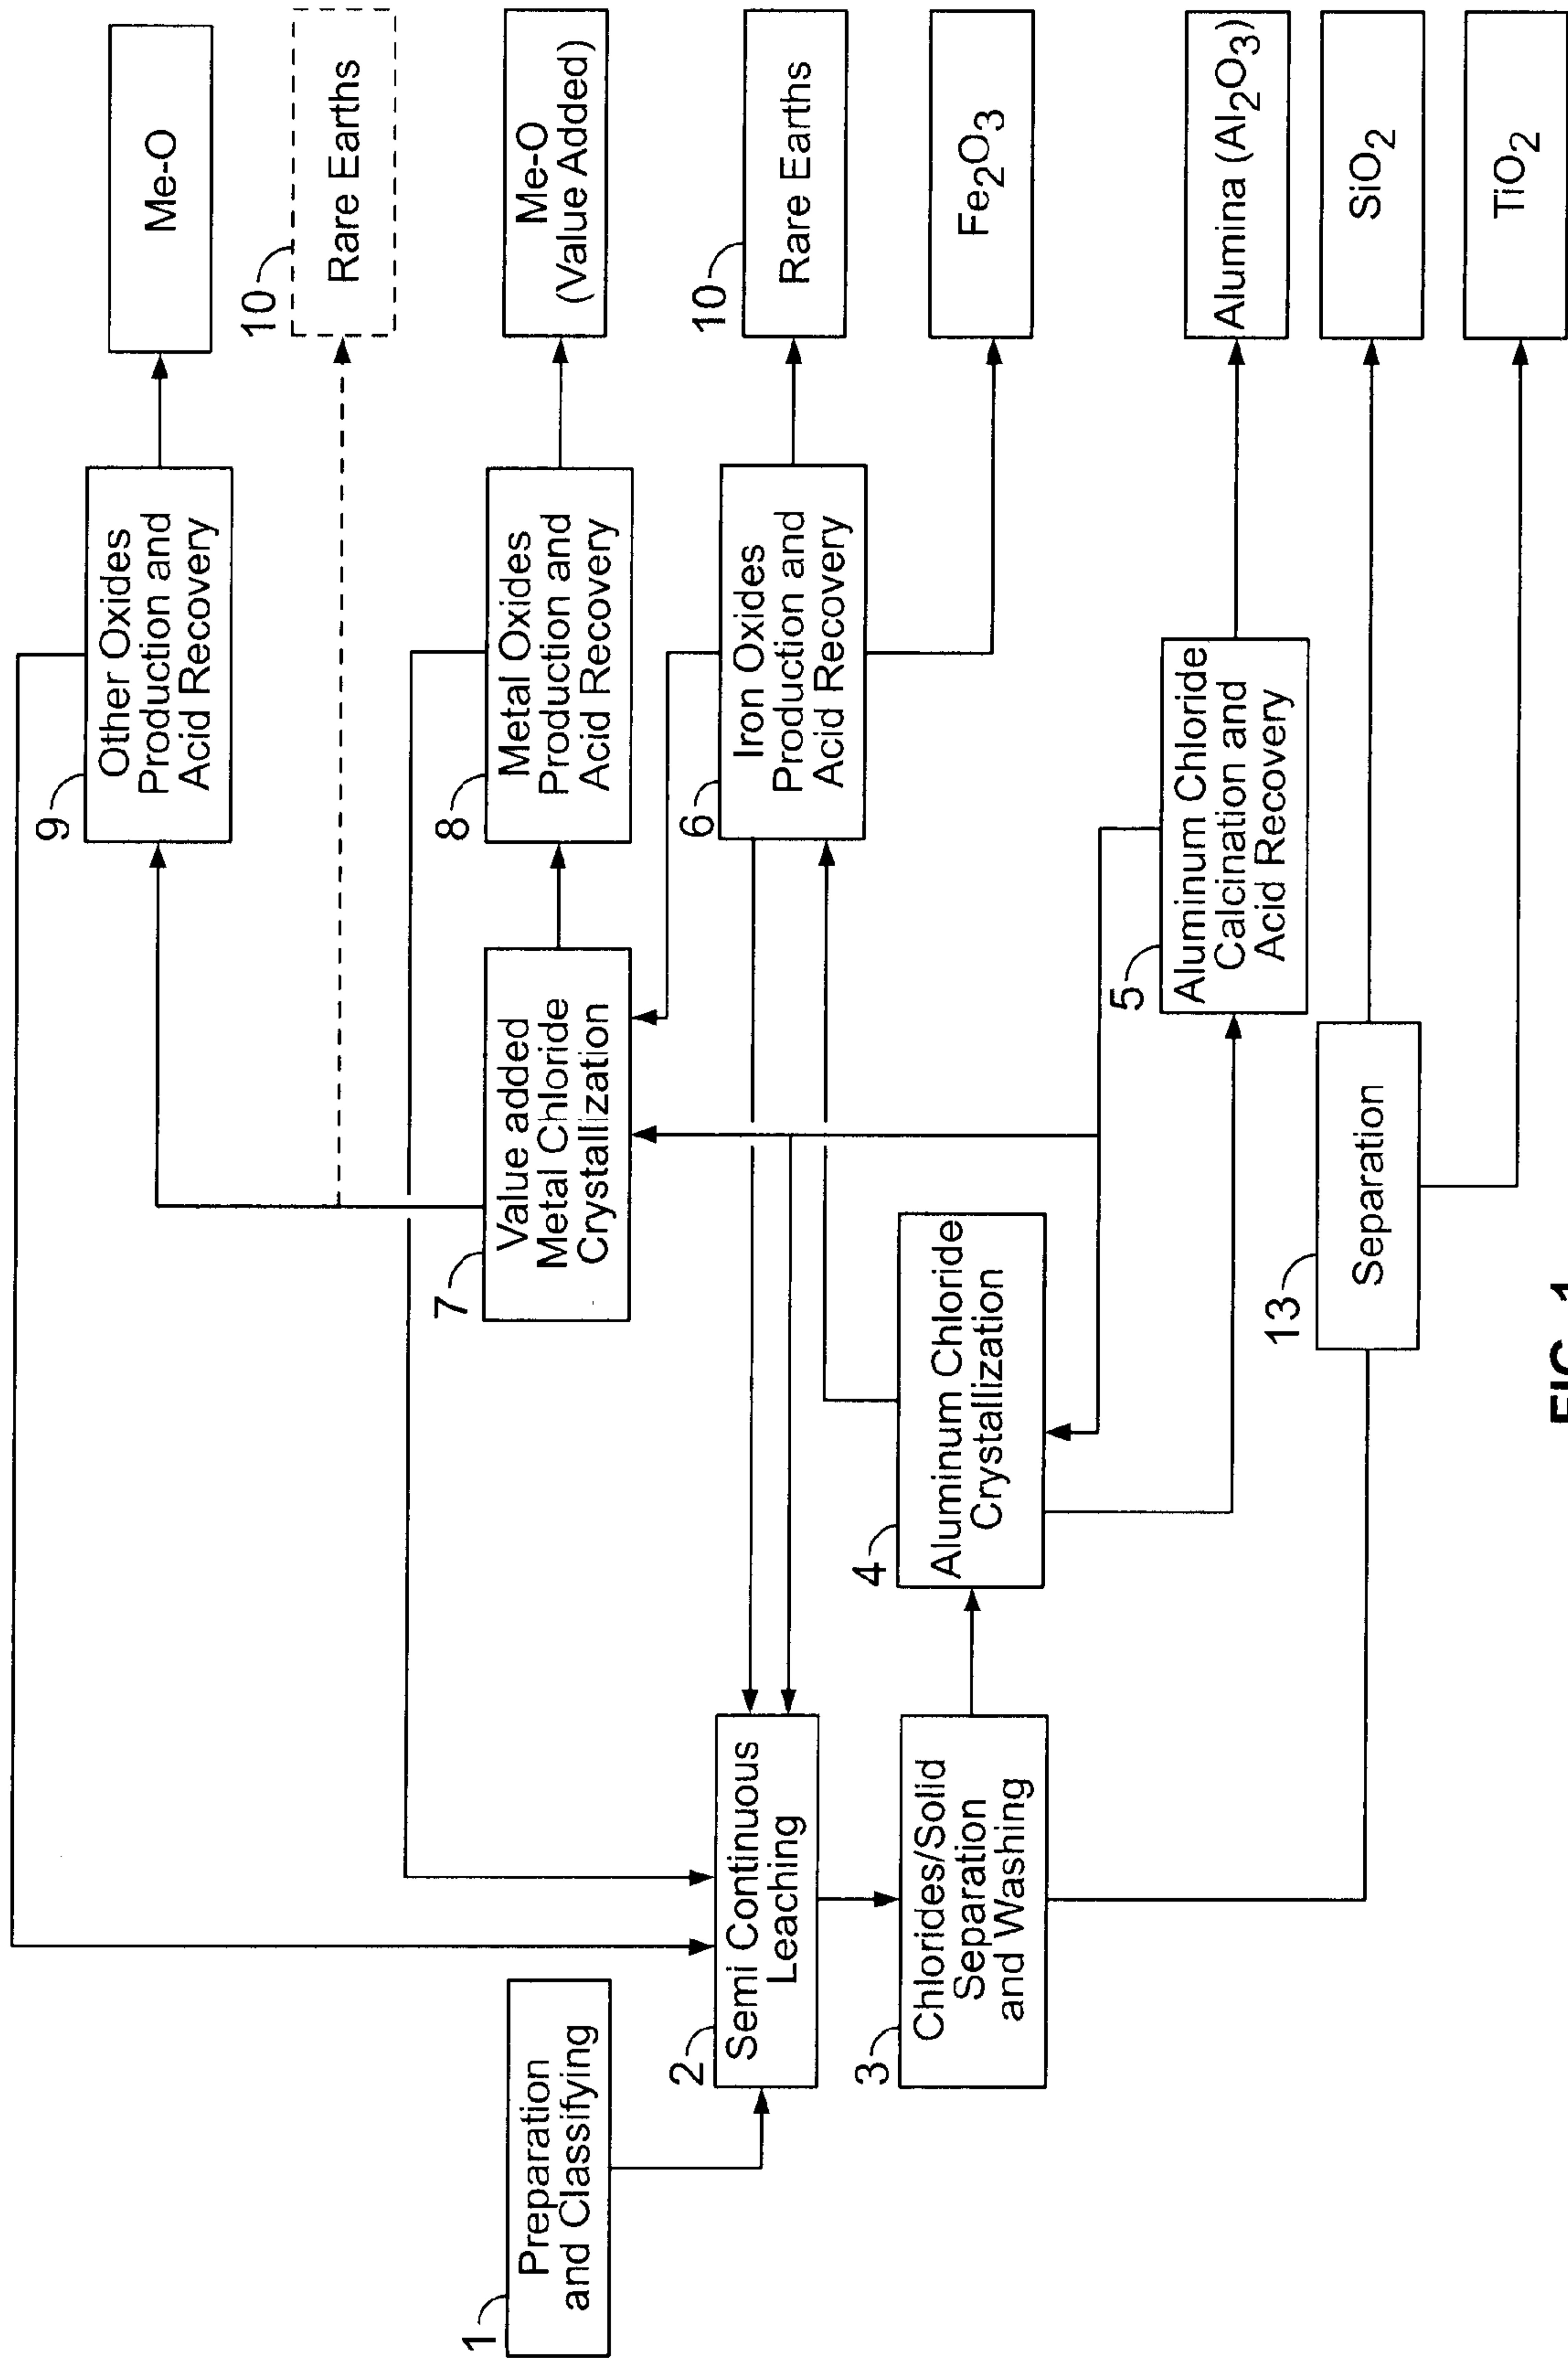 1
Preparation
and Classifying
2
Semi Continuous
Leaching
3
Chlorides/Solid
Separation
and Washing
4
Aluminum Chloride
Crystallization
5
Aluminum Chloride
Calcination and
Acid Recovery
13
Separation
7
Value added
Metal Chloride
Crystallization
9
Other Oxides
Production and
Acid Recovery
8
Metal Oxides
Production and
Acid Recovery
6
Iron Oxides
Production and
Acid Recovery
Me-O
10
Rare Earths
Me-O
(Value Added)
10
Rare Earths
Fe2O3
Alumina (Al2O3)
SiO2
TiO2
FIG. 1